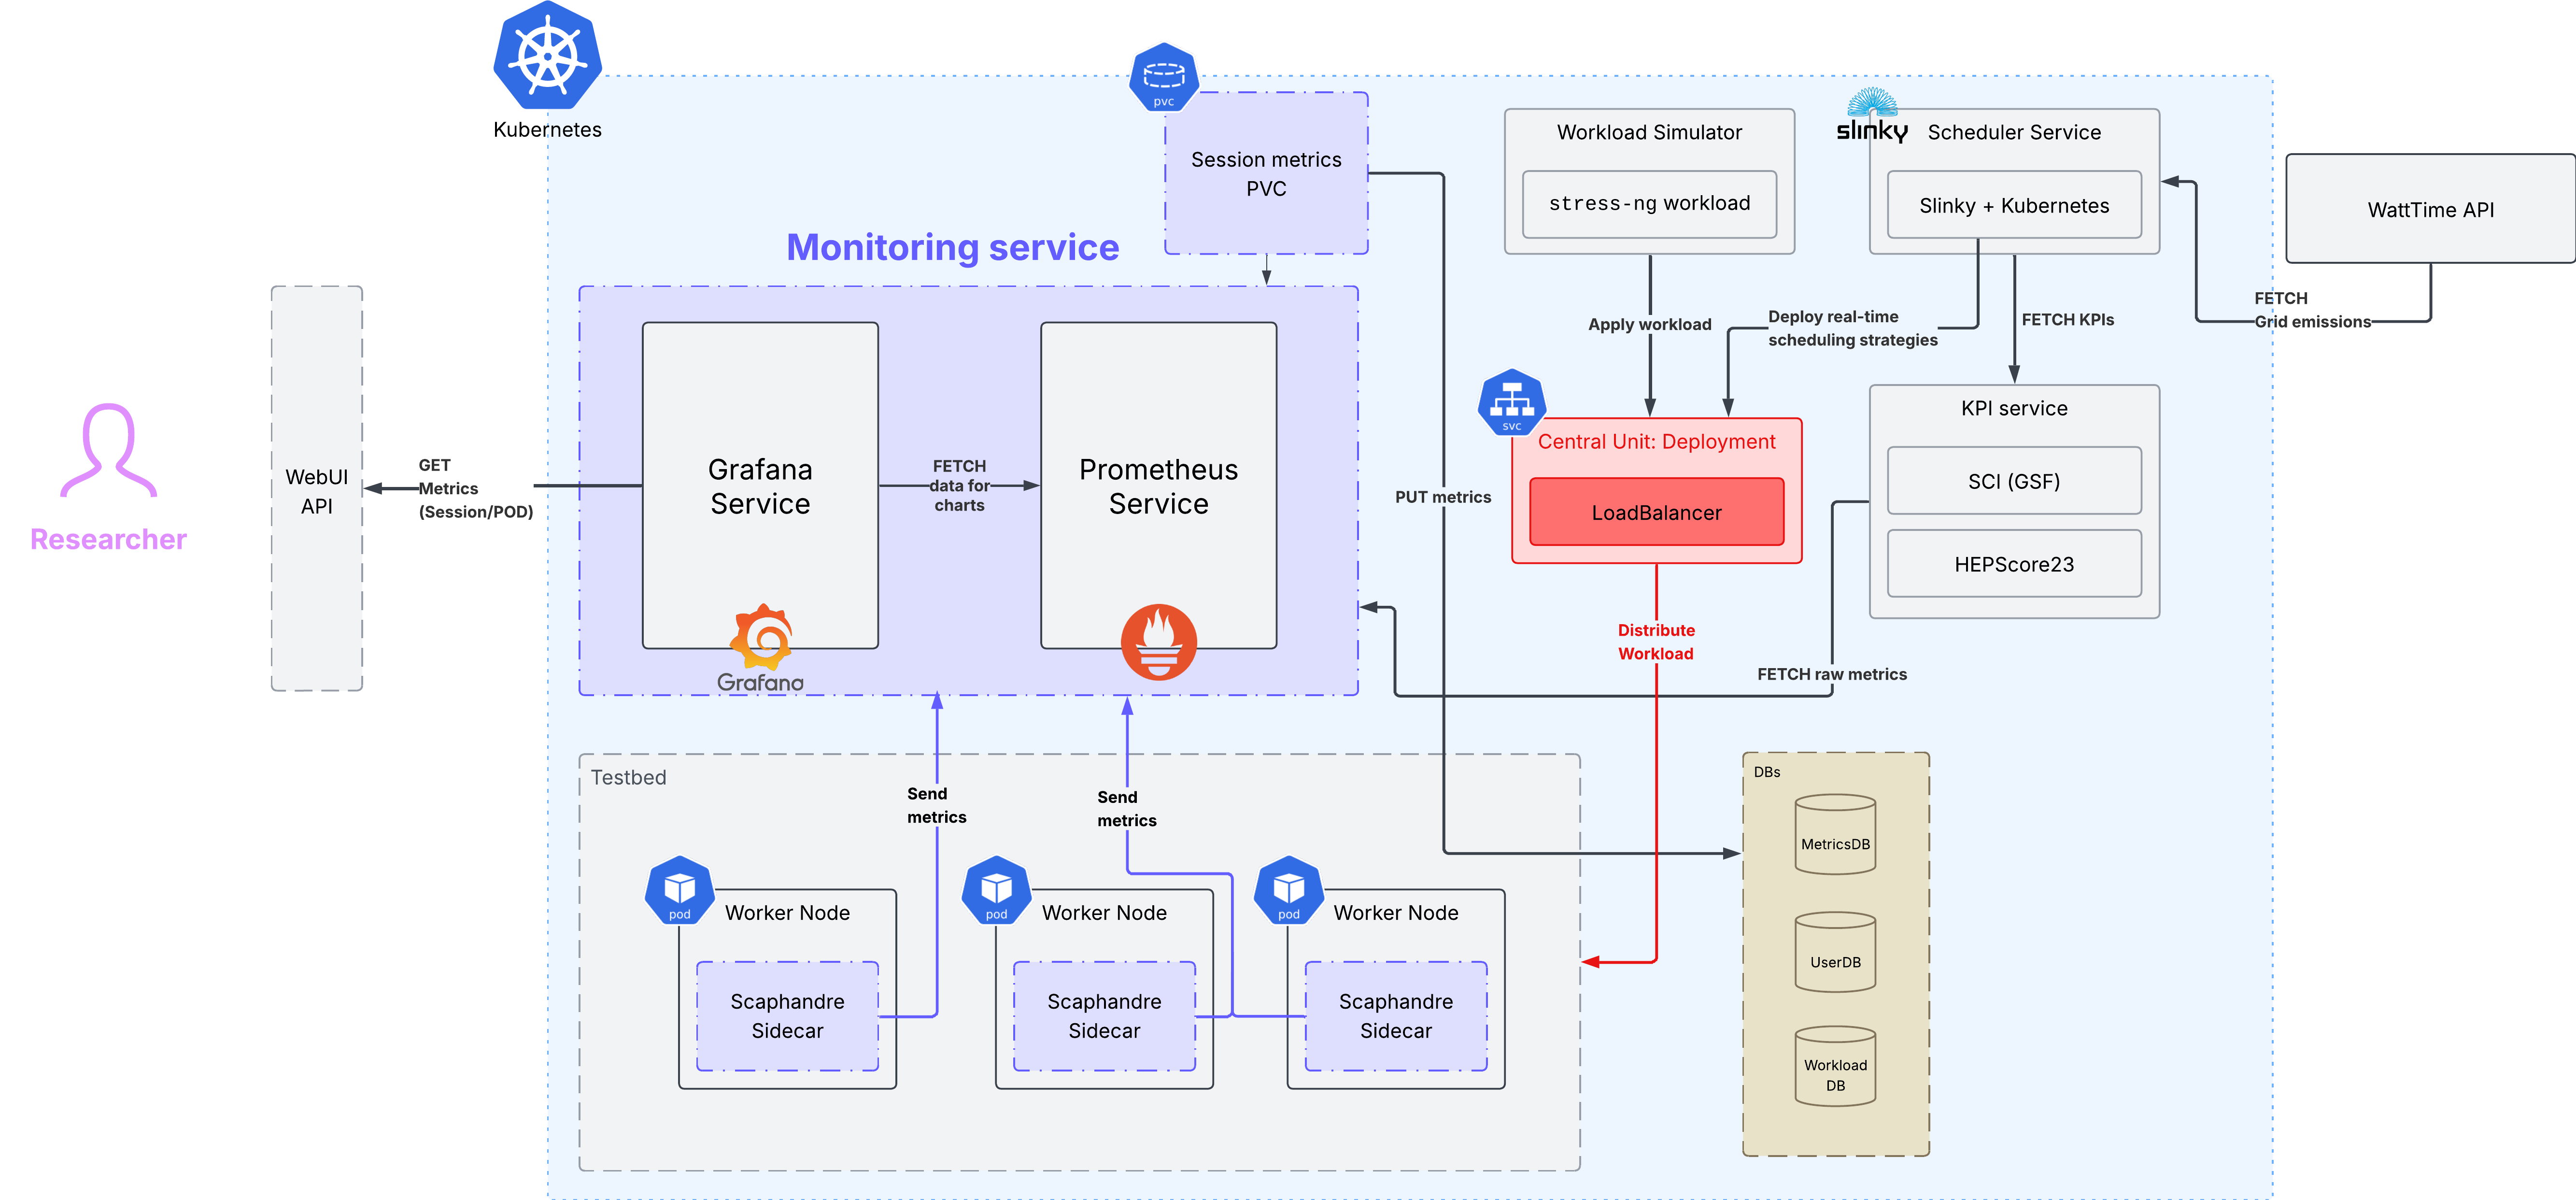 Kubernetes
pvc
Session metrics
PVC
Workload Simulator
stress-ng workload
slinky
Scheduler Service
Slinky + Kubernetes
WattTime API
Monitoring service
FETCH
Grid emissions
Apply workload
Deploy real-time
scheduling strategies
FETCH KPIs
Researcher
WebUI
API
GET
Metrics
(Session/POD)
Grafana
Service
Grafana
FETCH
data for
charts
Prometheus
Service
PUT metrics
svc
Central Unit: Deployment
LoadBalancer
KPI service
SCI (GSF)
HEPScore23
Distribute
Workload
FETCH raw metrics
Testbed
Send
metrics
Send
metrics
pod
Worker Node
Scaphandre
Sidecar
pod
Worker Node
Scaphandre
Sidecar
pod
Worker Node
Scaphandre
Sidecar
DBs
MetricsDB
UserDB
Workload
DB